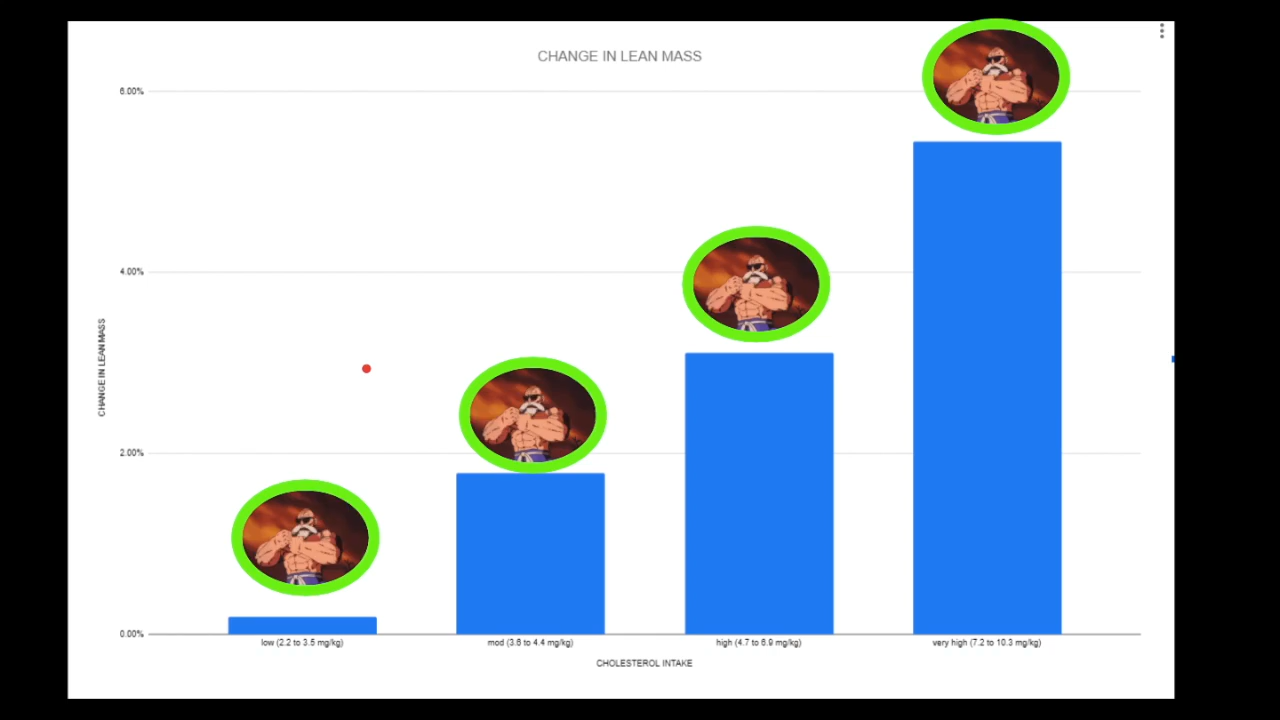 CHANGE IN LEAN MASS
6.00%
4.00%
2.00%
0.00%
CHANGE IN LEAN MASS
low (2.2 to 3.5 mg/kg)
mod (3.6 to 4.4 mg/kg)
high (4.7 to 6.9 mg/kg)
very high (7.2 to 10.3 mg/kg)
CHOLESTEROL INTAKE